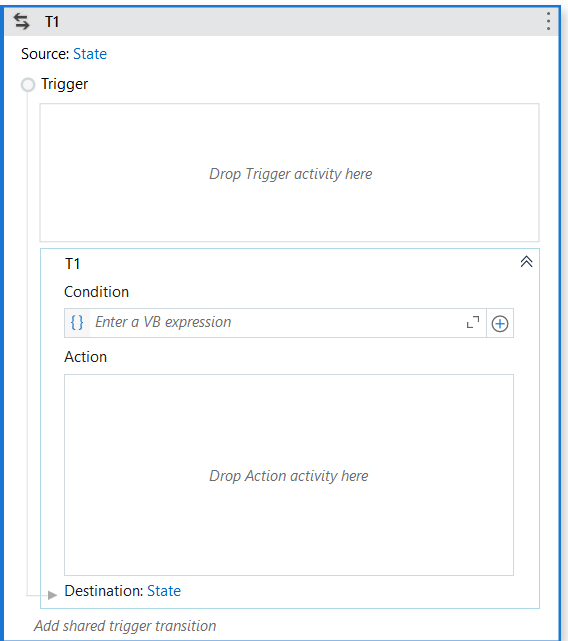 T1
Source: State
Trigger
Drop Trigger activity here
T1
Condition
{} Enter a VB expression
Action
Drop Action activity here
Destination: State
Add shared trigger transition